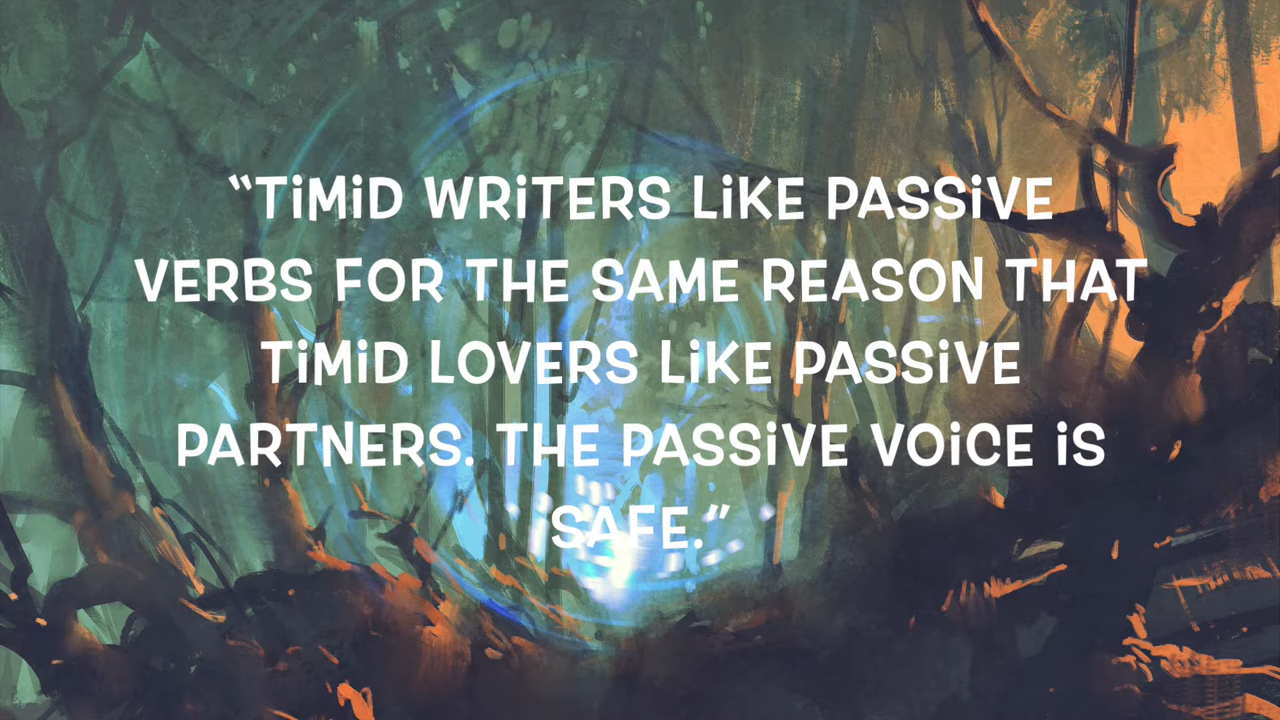 “TiMiD WRiTERS LiKE PASSiVE
VERBS FOR THE SAME REASON THAT
TiMiD LOVERS LiKE PASSiVE
PARTNERS. THE PASSiVE VOiCE iS
SAFE.”